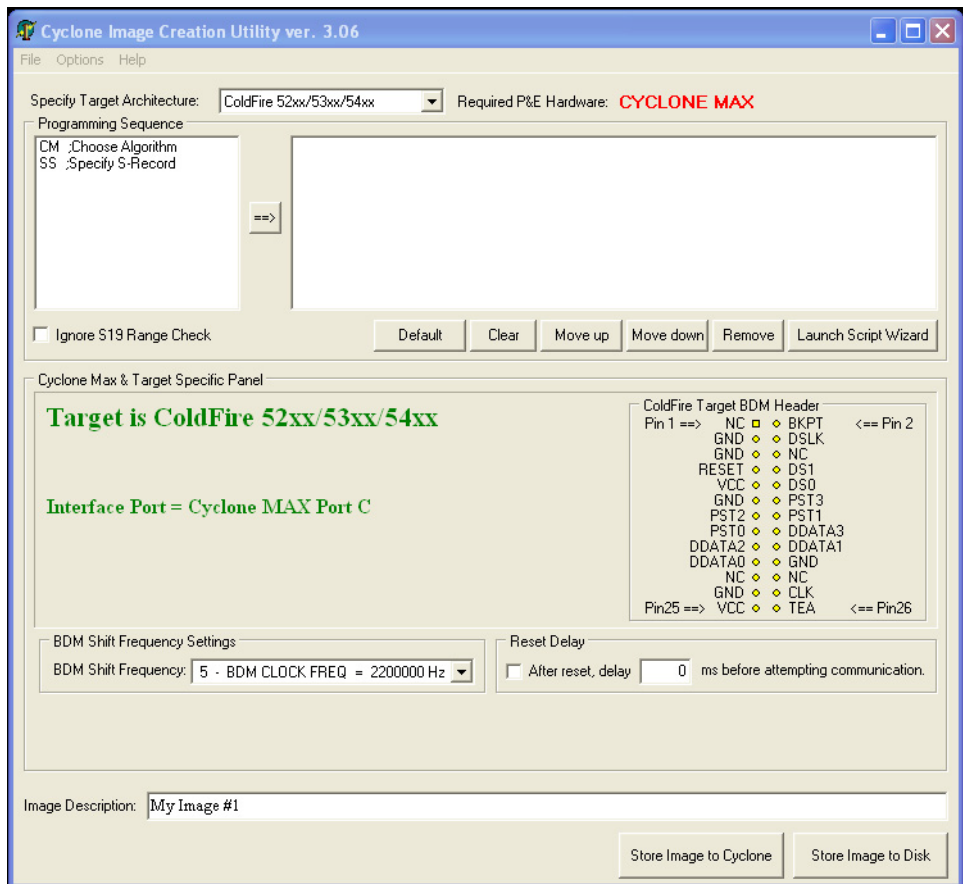 Cyclone Image Creation Utility ver. 3.06
File Options Help
Specify Target Architecture: ColdFire 52xx/53xx/54xx Required P&E Hardware: CYCLONE MAX
Programming Sequence
CM ;Choose Algorithm
SS ;Specify S-Record
==>
Ignore S19 Range Check Default Clear Move up Move down Remove Launch Script Wizard
Cyclone Max & Target Specific Panel
Target is ColdFire 52xx/53xx/54xx
Interface Port = Cyclone MAX Port C
ColdFire Target BDM Header
Pin 1 ==> NC BKPT <== Pin 2
GND DSLK
GND NC
RESET DS1
VCC DS0
GND PST3
PST2 PST1
PST0 DDATA3
DDATA2 DDATA1
DDATA0 GND
NC NC
GND CLK
Pin25 ==> VCC TEA <== Pin26
BDM Shift Frequency Settings
BDM Shift Frequency: 5 - BDM CLOCK FREQ = 2200000 Hz
Reset Delay
After reset, delay 0 ms before attempting communication.
Image Description: My Image #1
Store Image to Cyclone Store Image to Disk